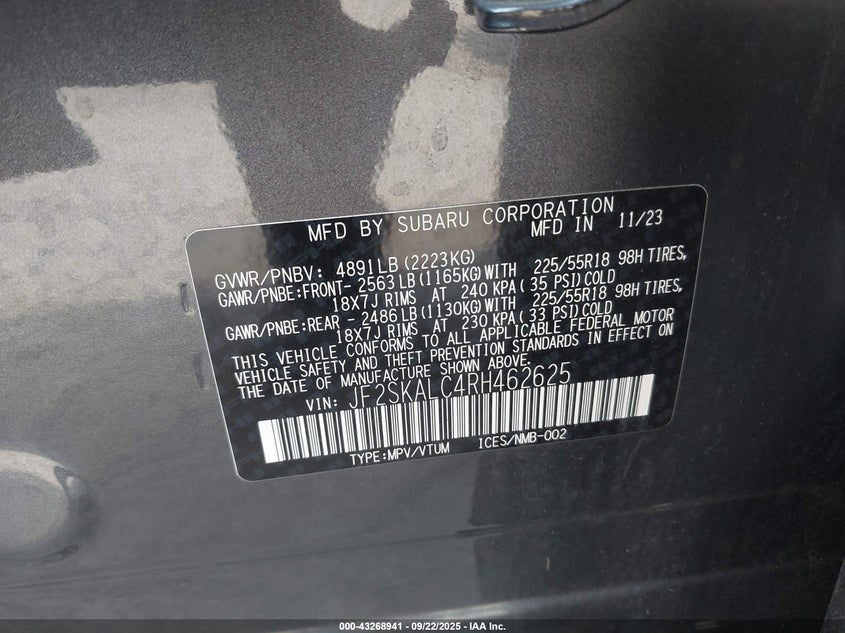 MFD BY SUBARU CORPORATION
MFD IN 11/23
GVWR/PNBV: 4891LB (2223KG)
GAWR/PNBE:FRONT- 2563 LB (1165KG) WITH 225/55R18 98H TIRES,
18X7J RIMS AT 240 KPA (35 PSI) COLD
GAWR/PNBE:REAR - 2486 LB (1130KG) WITH 225/55R18 98H TIRES,
18X7J RIMS AT 230 KPA (33 PSI) COLD
THIS VEHICLE CONFORMS TO ALL APPLICABLE FEDERAL MOTOR
VEHICLE SAFETY AND THEFT PREVENTION STANDARDS IN EFFECT ON
THE DATE OF MANUFACTURE SHOWN ABOVE.
VIN: JF2SKALC4RH462625
TYPE:MPV/VTUM ICES/NMB-002
000-43268941 - 09/22/2025 - IAA Inc.